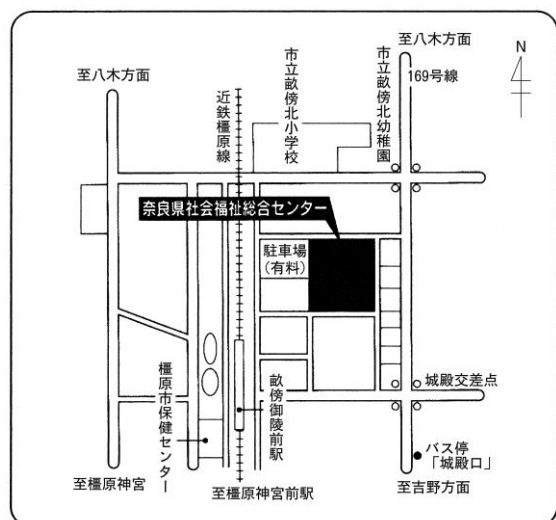 至八木方面
近鉄橿原線
市立畝傍北小学校
市立畝傍北幼稚園
至八木方面
169号線
N
奈良県社会福祉総合センター
駐車場
(有料)
橿原市保健センター
畝傍御陵前駅
城殿交差点
バス停
「城殿口」
至橿原神宮
至橿原神宮前駅
至吉野方面